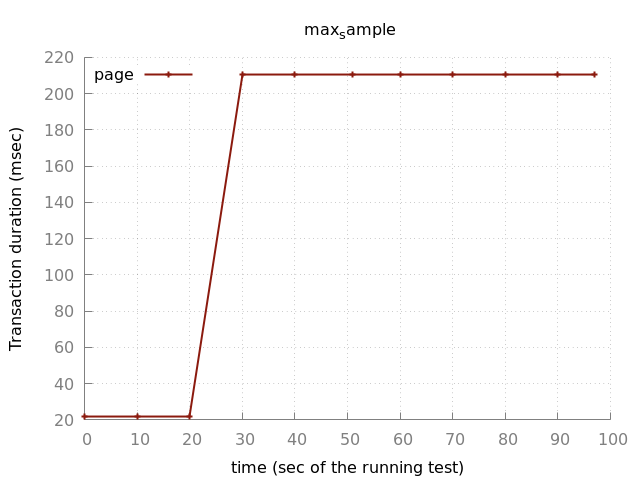 max_sample
220
page
200
180
160
140
120
100
80
60
40
20
0 10 20 30 40 50 60 70 80 90 100
Transaction duration (msec)
time (sec of the running test)